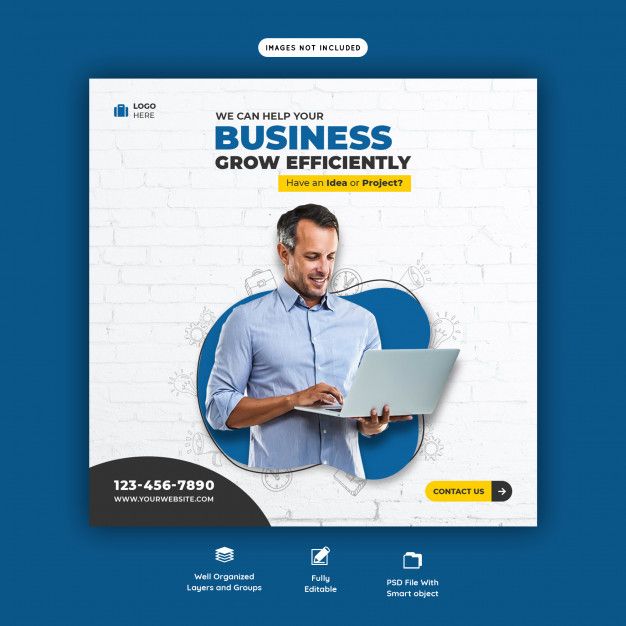 IMAGES NOT INCLUDED
LOGO
HERE
WE CAN HELP YOUR
BUSINESS
GROW EFFICIENTLY
Have an Idea or Project?
123-456-7890
WWW.YOURWEBSITE.COM
CONTACT US
Well Organized
Layers and Groups
Fully
Editable
PSD File With
Smart object